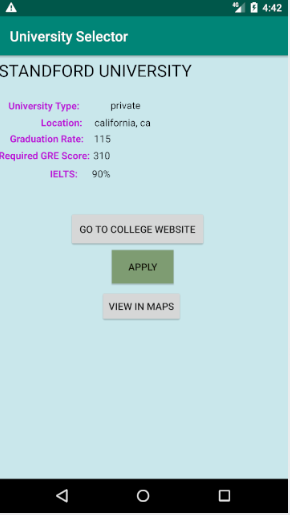 4G 4:42
University Selector
STANDFORD UNIVERSITY
University Type: private
Location: california, ca
Graduation Rate: 115
Required GRE Score: 310
IELTS: 90%
GO TO COLLEGE WEBSITE
APPLY
VIEW IN MAPS